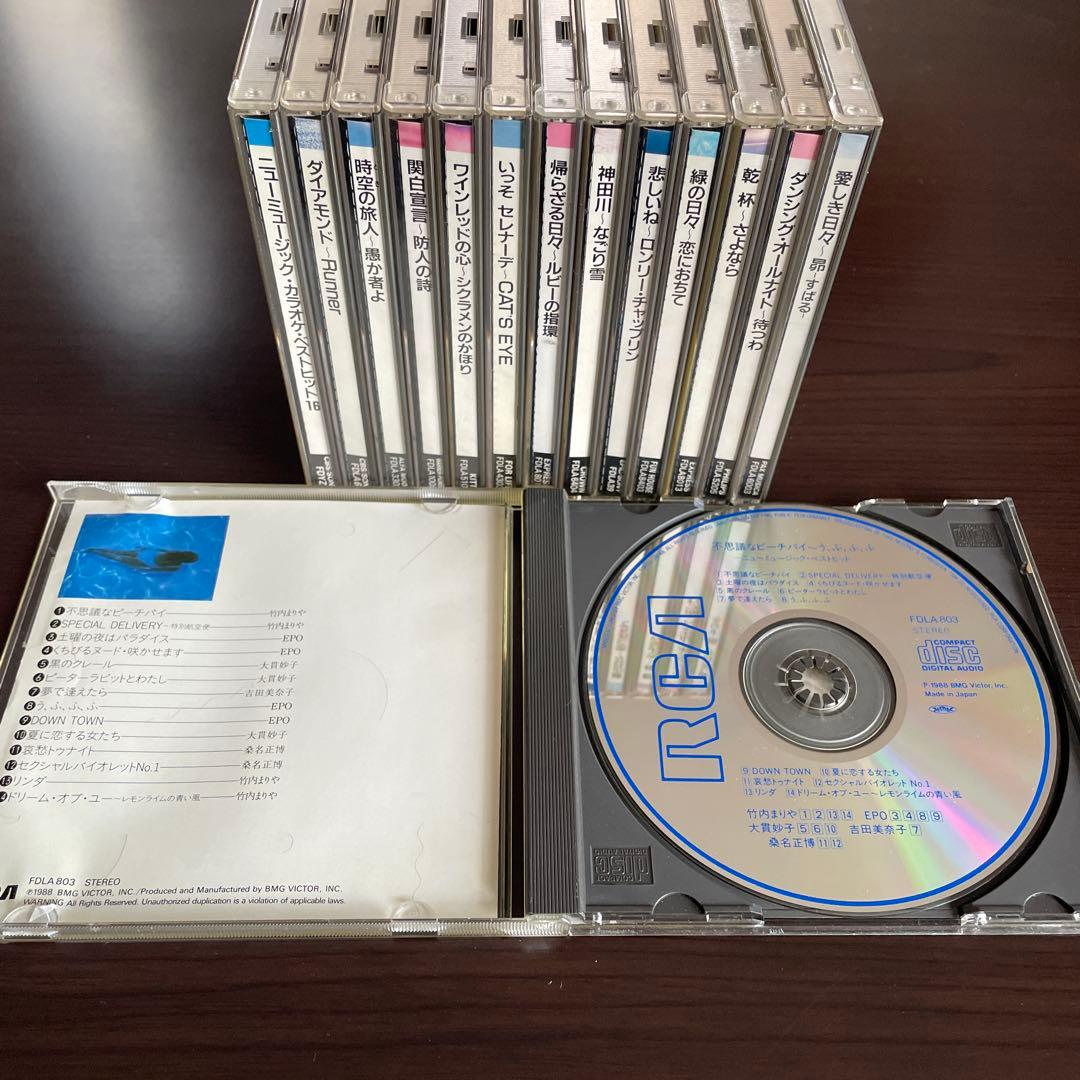 ニューミュージック・カラオケ・ベストヒット16
ダイアモンド～Runner
時空の旅人～愚か者よ
関白宣言～防人の詩
ワインレッドの心～シクラメンのかほり
いっそ セレナーデ～CAT'S EYE
帰らざる日々～ルビーの指環
神田川～なごり雪
悲しいね～ロンリー・チャップリン
緑の日々～恋におちて
乾 杯～さよなら
ダンシング・オールナイト～待つわ
愛しき日々 昴～すばる～
FOR LI
FUN HOUSE
FDLA8403
FDLA8013
PHILIPS
FDLA5205
FDLA6003
❶不思議なピーチパイ――竹内まりや
❷SPECIAL DELIVERY～特別航空便――竹内まりや
❸土曜の夜はパラダイス――EPO
❹くちびるヌード・咲かせます――EPO
❺黒のクレール――大貫妙子
❻ピーターラビットとわたし――大貫妙子
❼夢で逢えたら――吉田美奈子
❽う、ふ、ふ、ふ――EPO
❾DOWN TOWN――EPO
❿夏に恋する女たち――大貫妙子
⓫哀愁トゥナイト――桑名正博
⓬セクシャルバイオレットNo.1――桑名正博
⓭リンダ――竹内まりや
4ドリーム・オブ・ユー～レモンライムの青い風――竹内まりや
FDLA803 STEREO
℗1988 BMG VICTOR, INC./Produced and Manufactured by BMG VICTOR, INC.
WARNING All Rights Reserved. Unauthorized duplication is a violation of applicable laws.
不思議なピーチパイ～う、ふ、ふ、ふ
―ニューミュージック・ベストヒット
1不思議なピーチパイ 2SPECIAL DELIVERY～特別航空便
3土曜の夜はパラダイス 4くちびるヌード・咲かせます
5黒のクレール 6ピーターラビットとわたし
7夢で逢えたら 8う、ふ、ふ、ふ
RCA
FDLA803
STEREO
COMPACT
disc
DIGITAL AUDIO
℗1988 BMG Victor, Inc.
Made in Japan
9DOWN TOWN 10夏に恋する女たち
11哀愁トゥナイト 12セクシャルバイオレット No.1
13リンダ 14ドリーム・オブ・ユー～レモンライムの青い風
竹内まりや1 2 13 14 EPO3 4 8 9
大貫妙子5 6 10 吉田美奈子7
桑名正博11 12